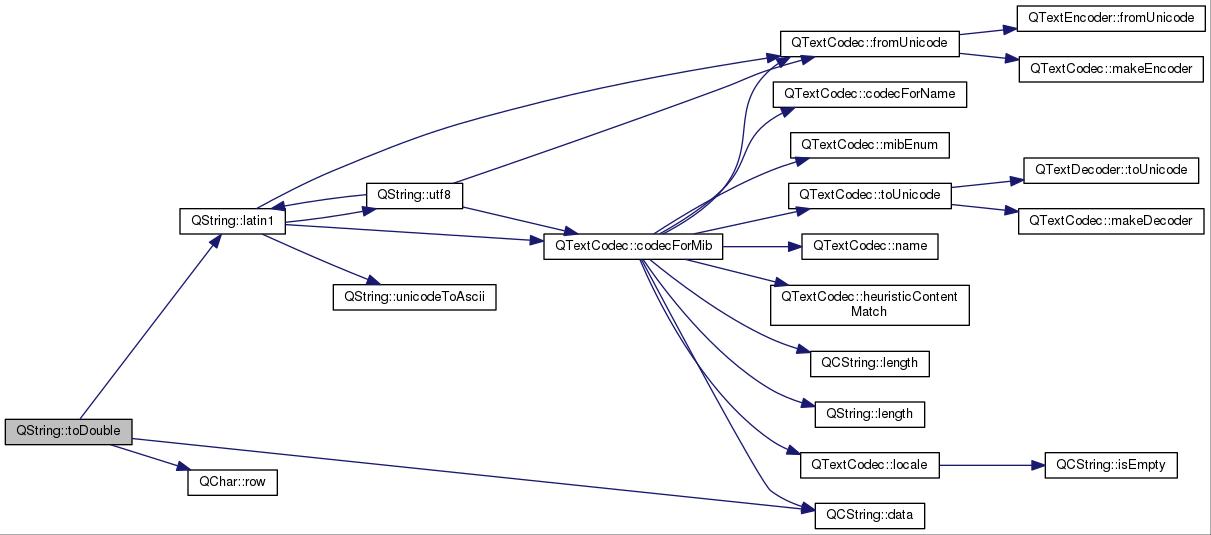 QTextEncoder::fromUnicode
QTextCodec::fromUnicode
QTextCodec::makeEncoder
QTextCodec::codecForName
QTextCodec::mibEnum
QTextDecoder::toUnicode
QString::utf8
QTextCodec::toUnicode
QString::latin1
QTextCodec::makeDecoder
QTextCodec::codecForMib
QTextCodec::name
QString::unicodeToAscii
QTextCodec::heuristicContent
Match
QCString::length
QString::length
QString::toDouble
QTextCodec::locale
QCString::isEmpty
QChar::row
QCString::data